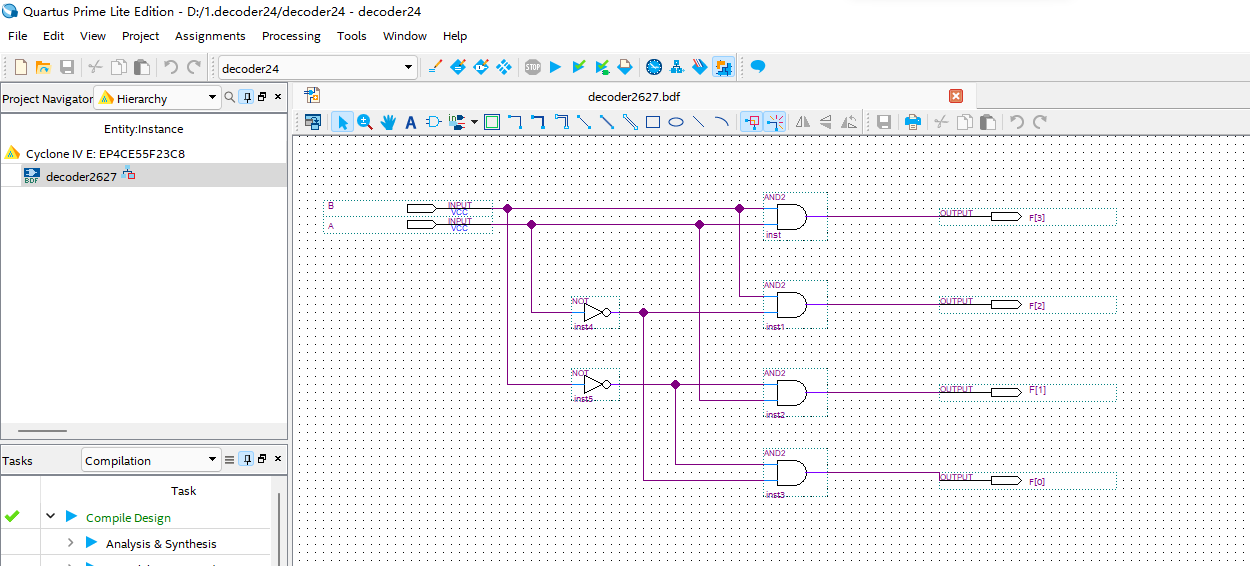 Quartus Prime Lite Edition - D:/1.decoder24/decoder24 - decoder24
File Edit View Project Assignments Processing Tools Window Help
decoder24
STOP
Project Navigator Hierarchy
decoder2627.bdf
Entity:Instance
Cyclone IV E: EP4CE55F23C8
BDF decoder2627
A
B INPUT
VCC
A INPUT
VCC
AND2
inst
OUTPUT F[3]
AND2
inst1
OUTPUT F[2]
NOT
inst4
NOT
inst5
AND2
inst2
OUTPUT F[1]
AND2
inst3
OUTPUT F[0]
Tasks Compilation
Task
Compile Design
Analysis & Synthesis